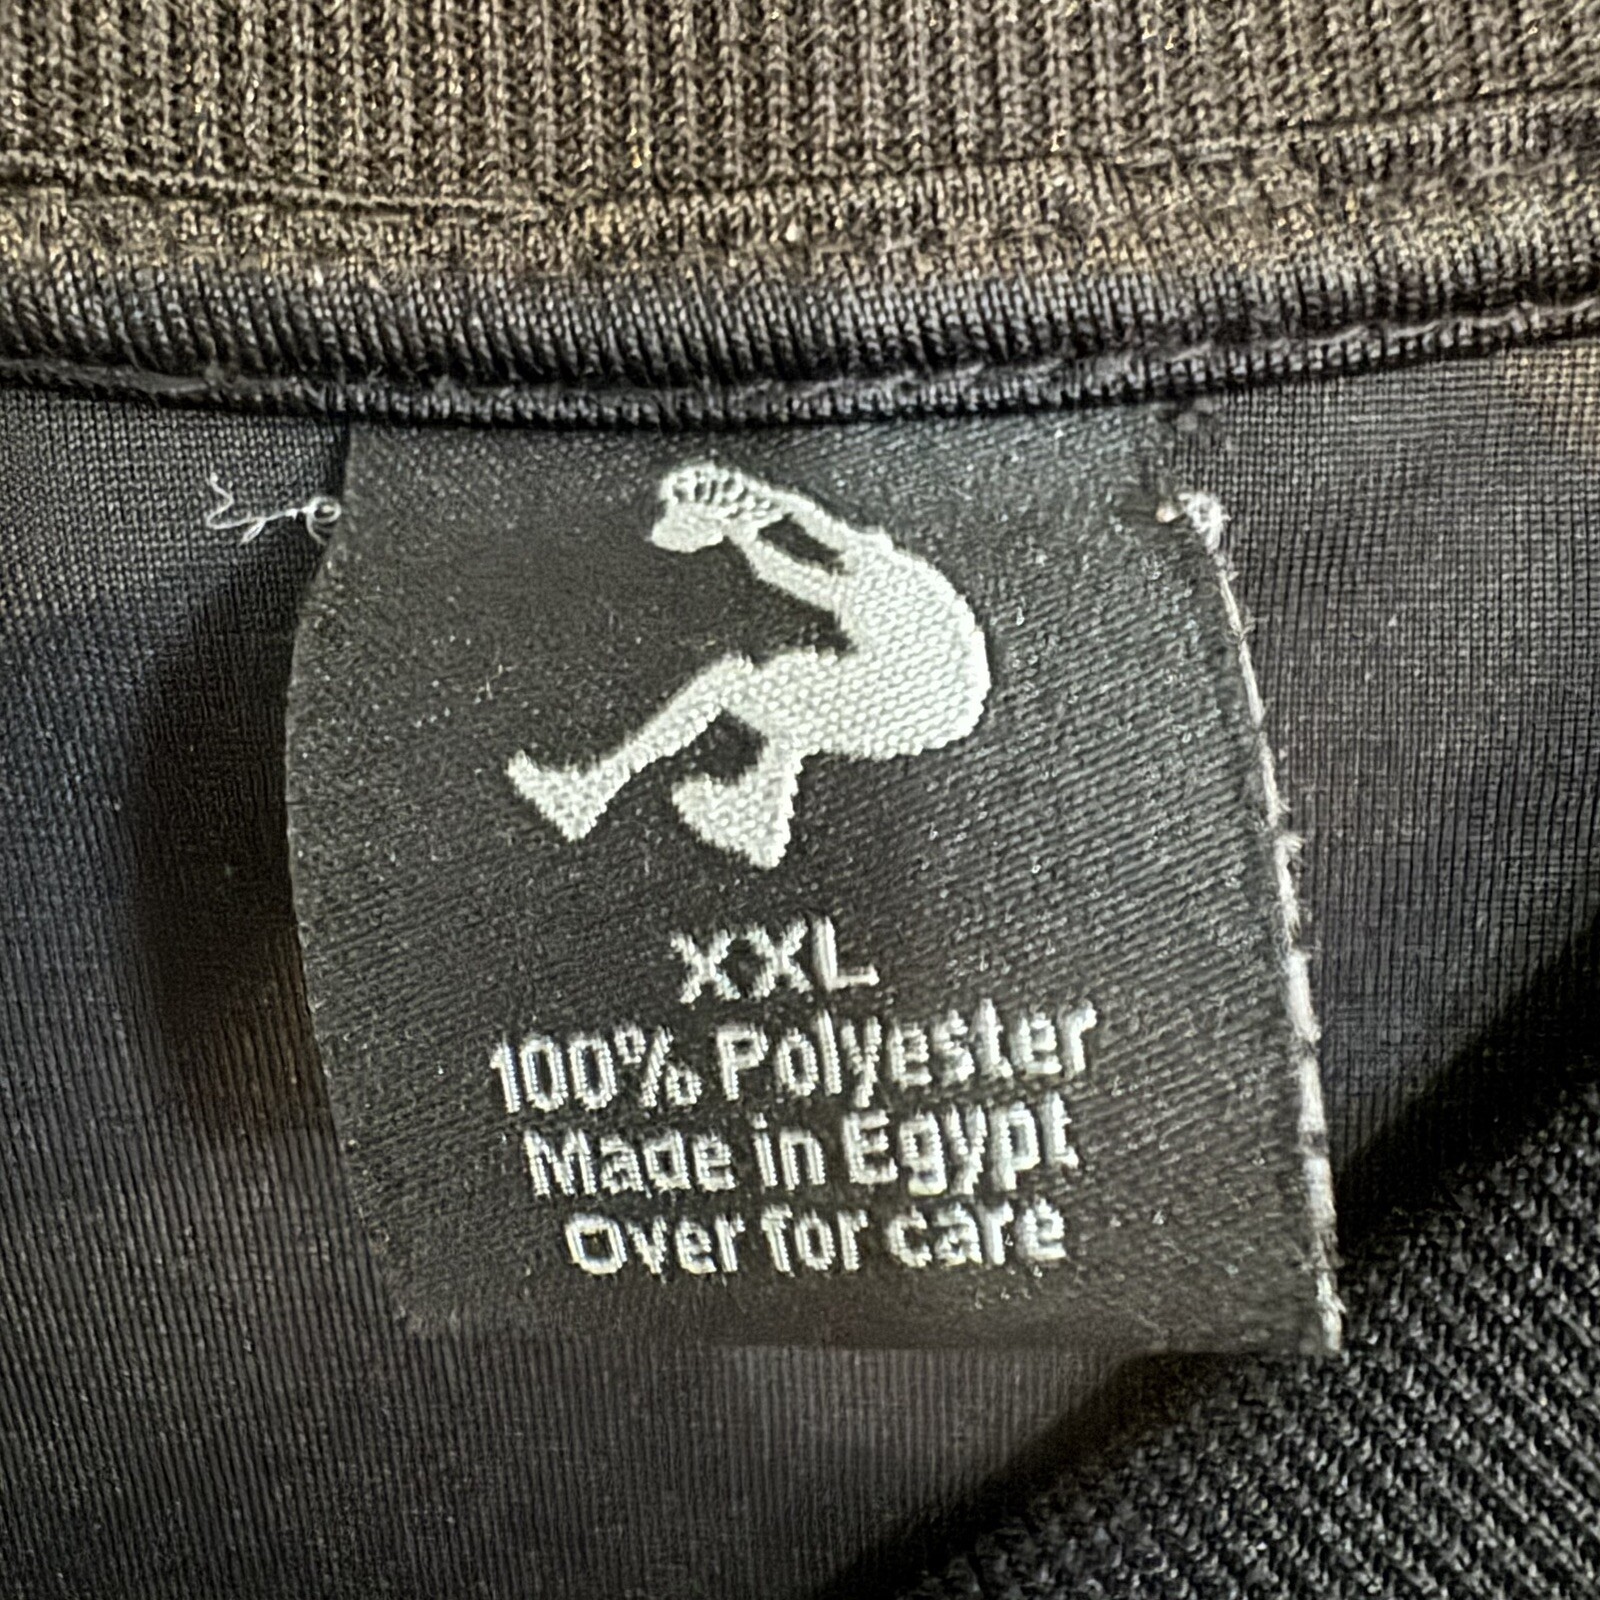 XXL
100% Polyester
Made in Egypt
Over for care